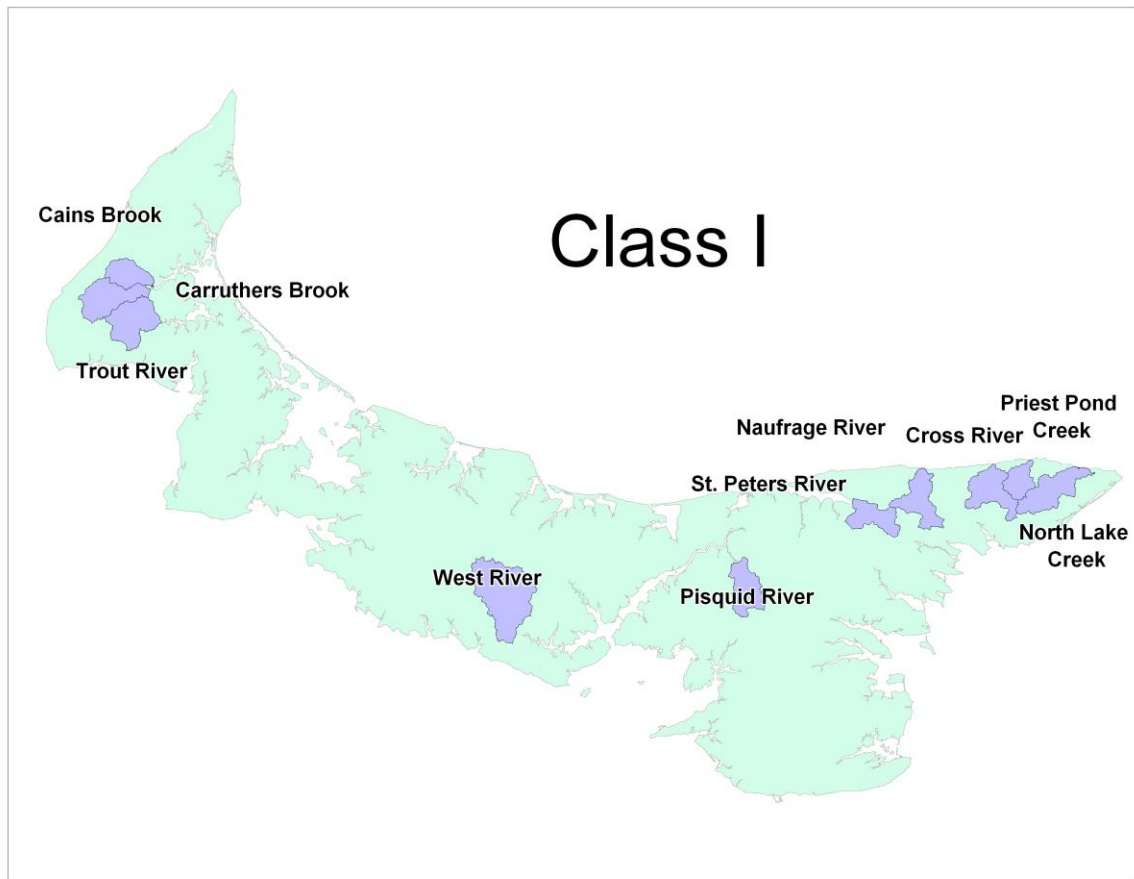 Cains Brook
Class I
Carruthers Brook
Trout River
Priest Pond
Creek
Naufrage River
Cross River
St. Peters River
North Lake
Creek
West River
Pisquid River